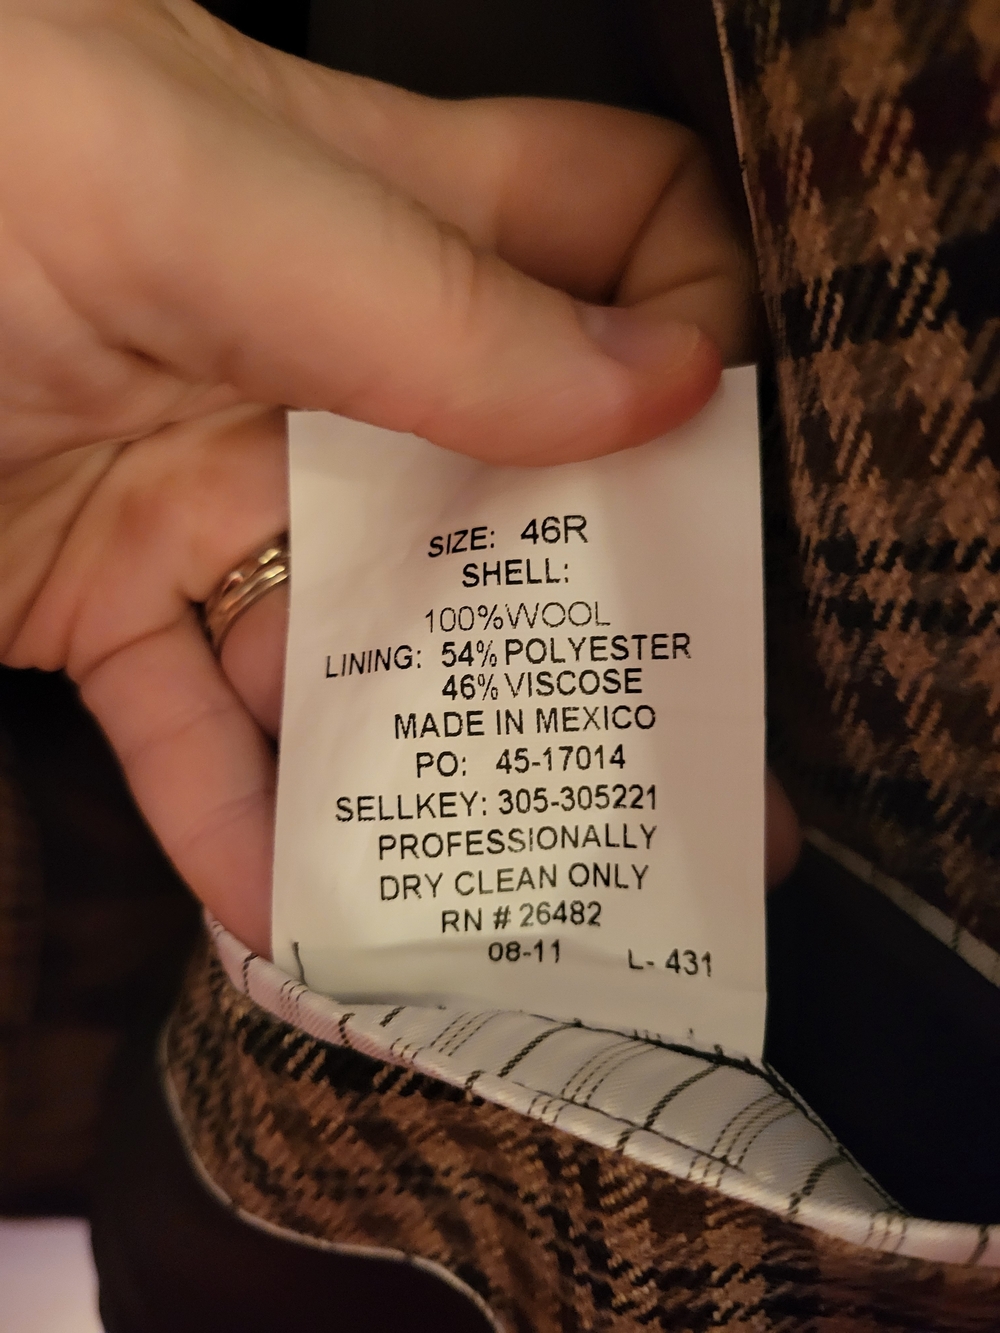 SIZE: 46R
SHELL:
100%WOOL
LINING: 54% POLYESTER
46% VISCOSE
MADE IN MEXICO
PO: 45-17014
SELLKEY: 305-305221
PROFESSIONALLY
DRY CLEAN ONLY
RN # 26482
08-11 L- 431